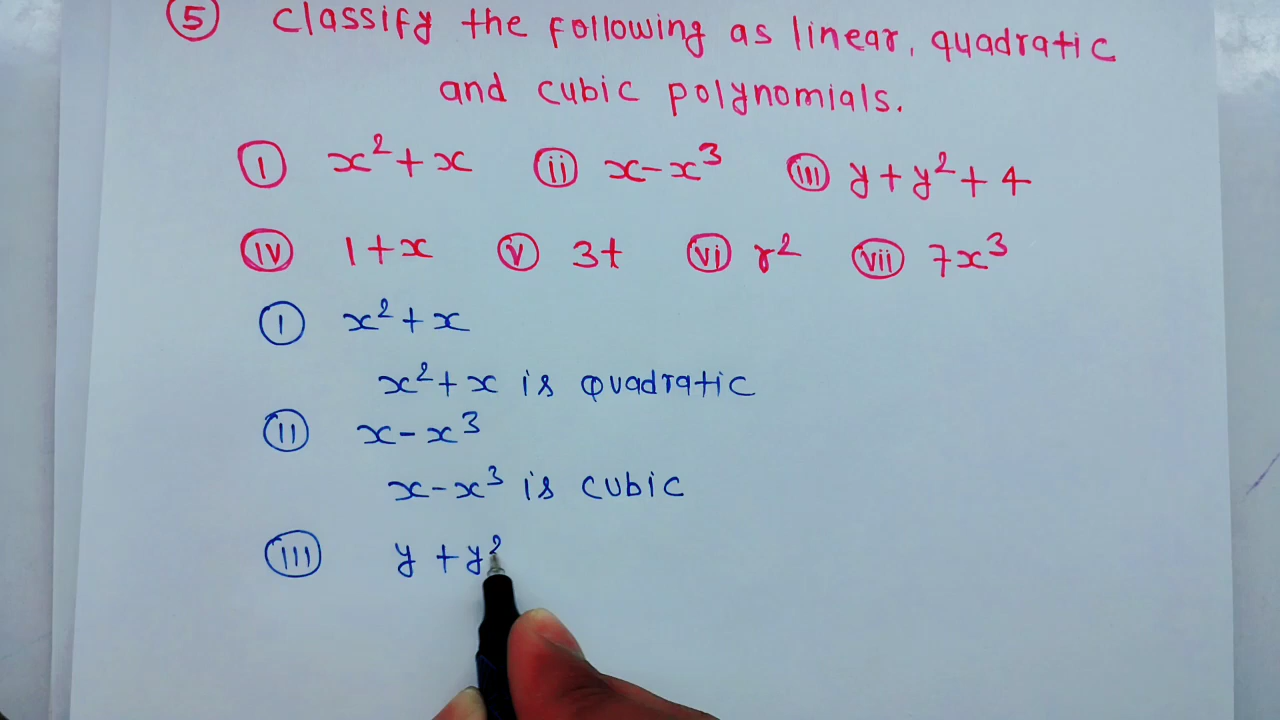 ⑤ Classify the following as linear, quadratic
and cubic polynomials.
ⓘ x²+x ⓘⓘ x-x³ ⓘⓘⓘ y+y²+4
ⓘⓥ 1+x ⓥ 3t ⓥⓘ r² ⓥⓘⓘ 7x³
ⓘ x²+x
x²+x is Quadratic
ⓘⓘ x-x³
x-x³ is cubic
ⓘⓘⓘ y+y²